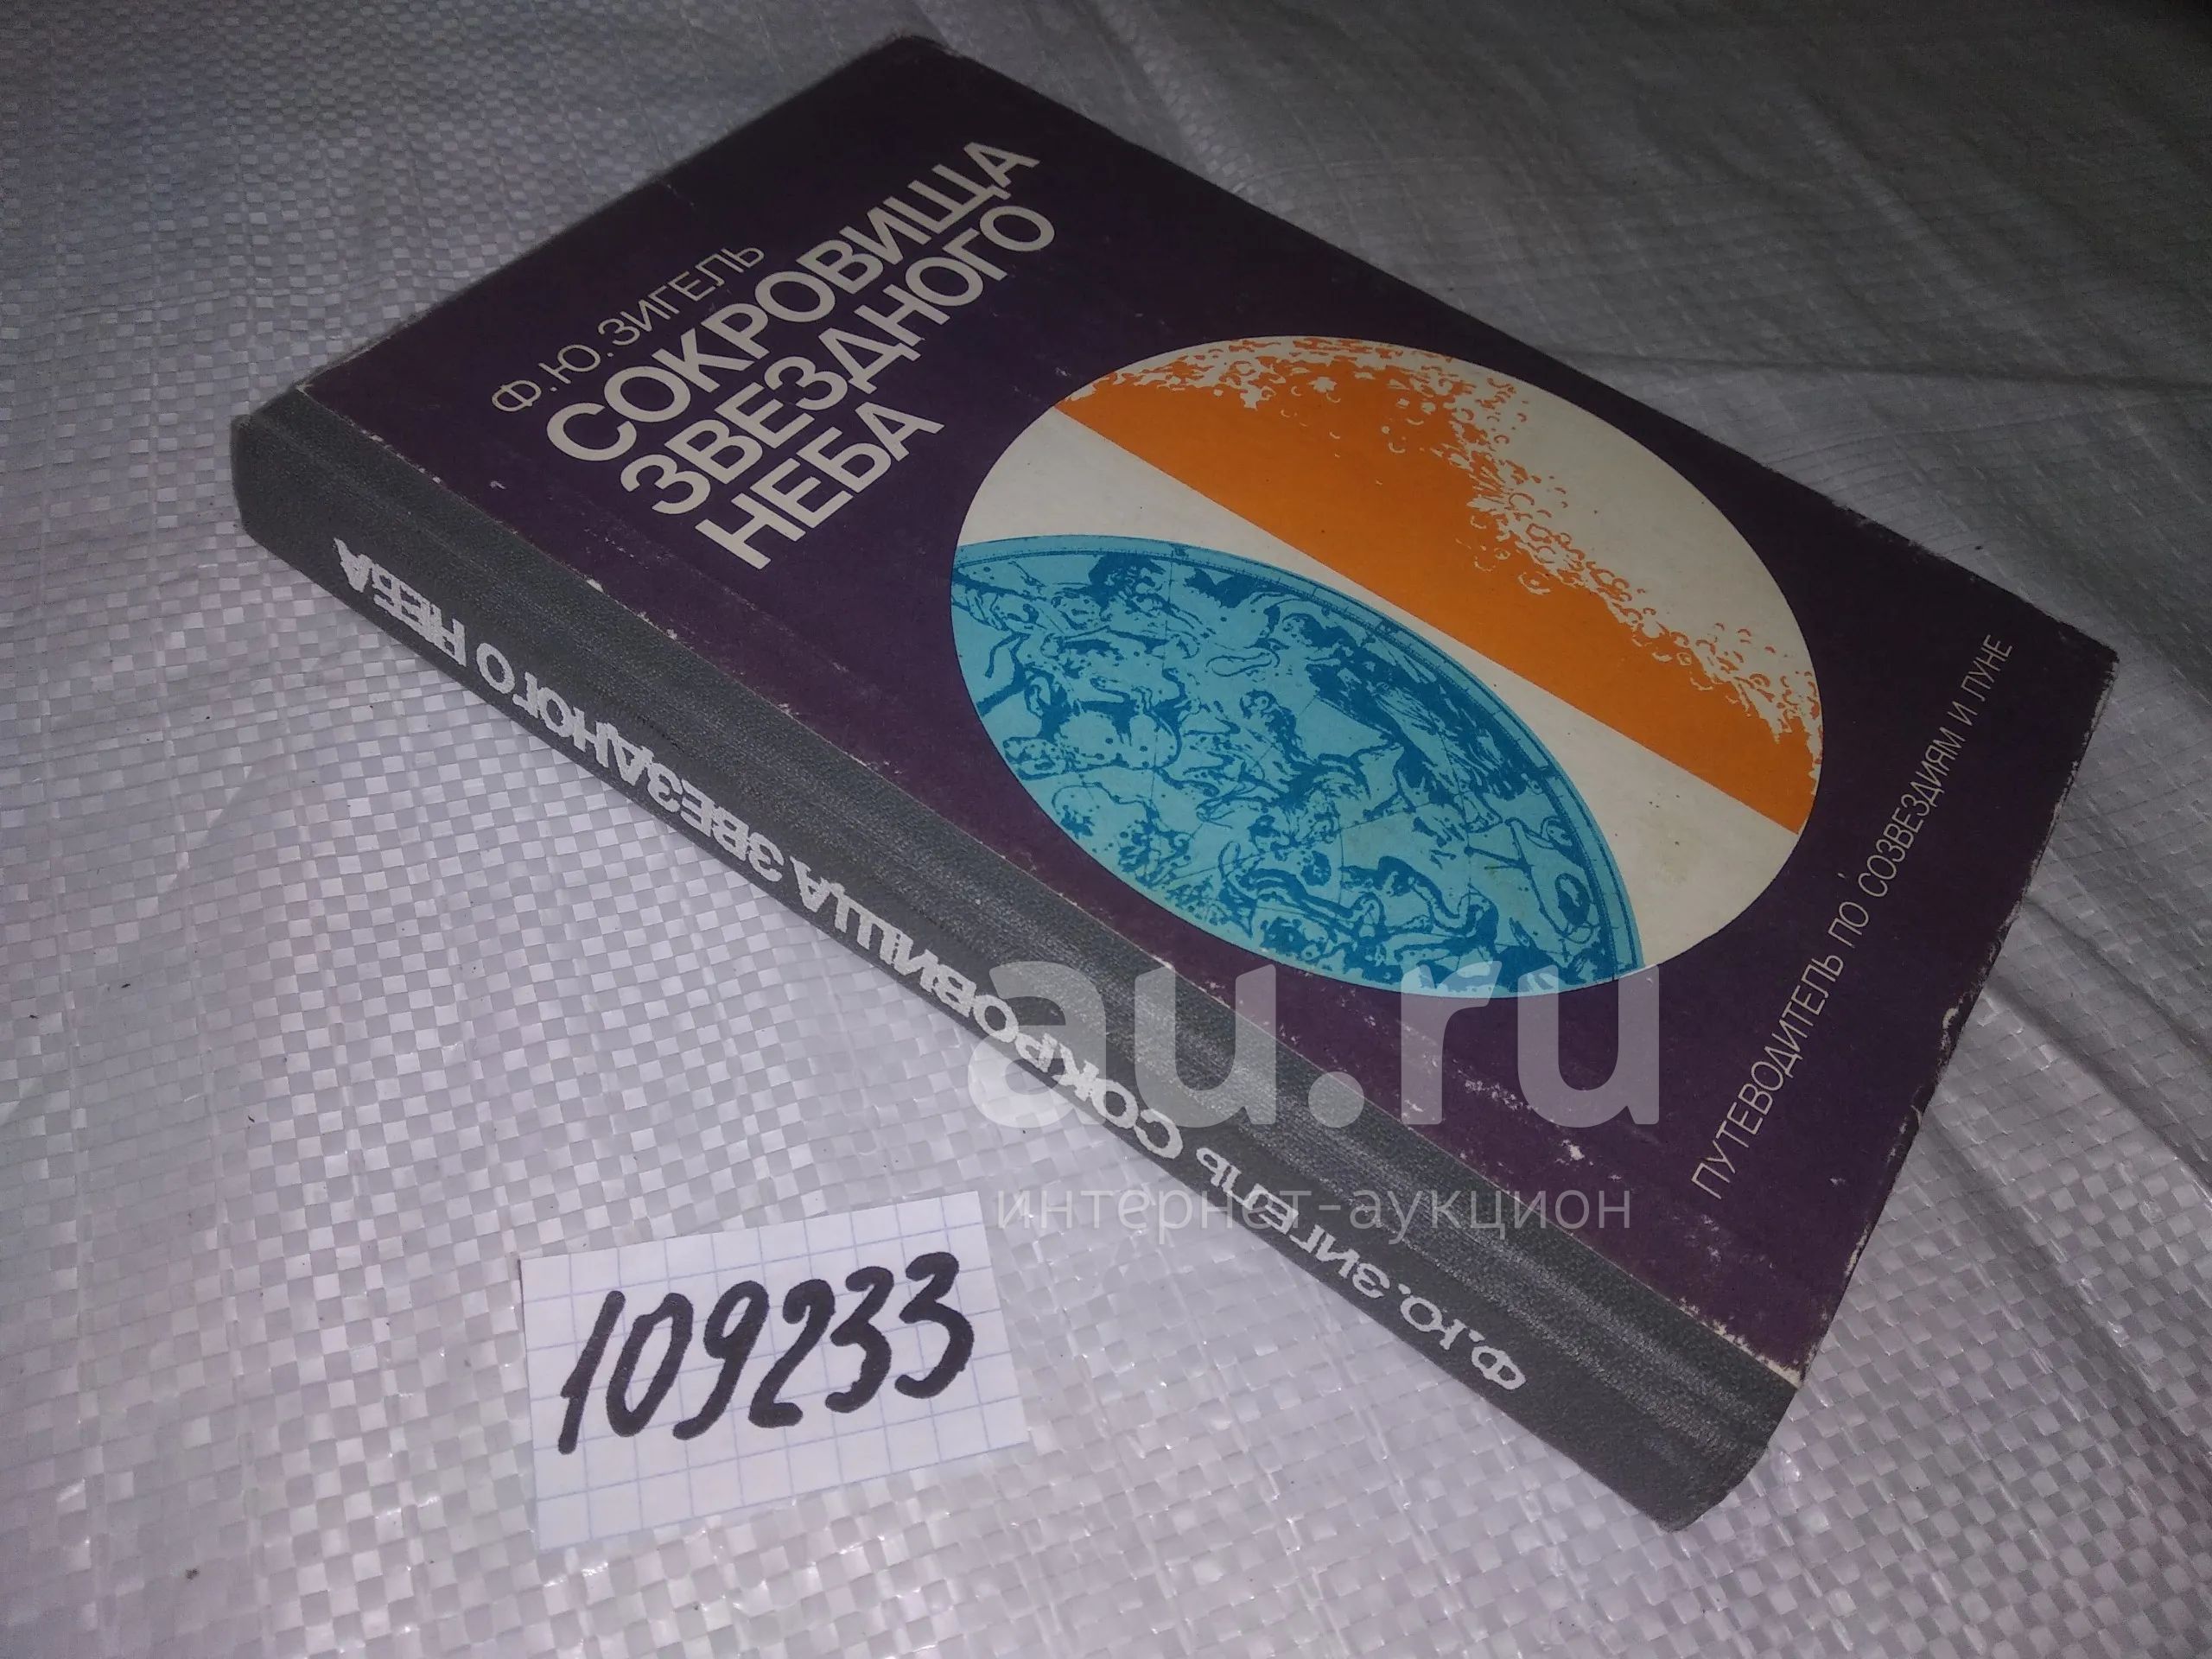 Ф.Ю.ЗИГЕЛЬ
СОКРОВИЩА
ЗВЕЗДНОГО
НЕБА
ПУТЕВОДИТЕЛЬ ПО СОЗВЕЗДИЯМ И ЛУНЕ
Ф.Ю. ЗИГЕЛЬ СОКРОВИЩА ЗВЕЗДНОГО НЕБА
au.ru
интернет-аукцион
109233